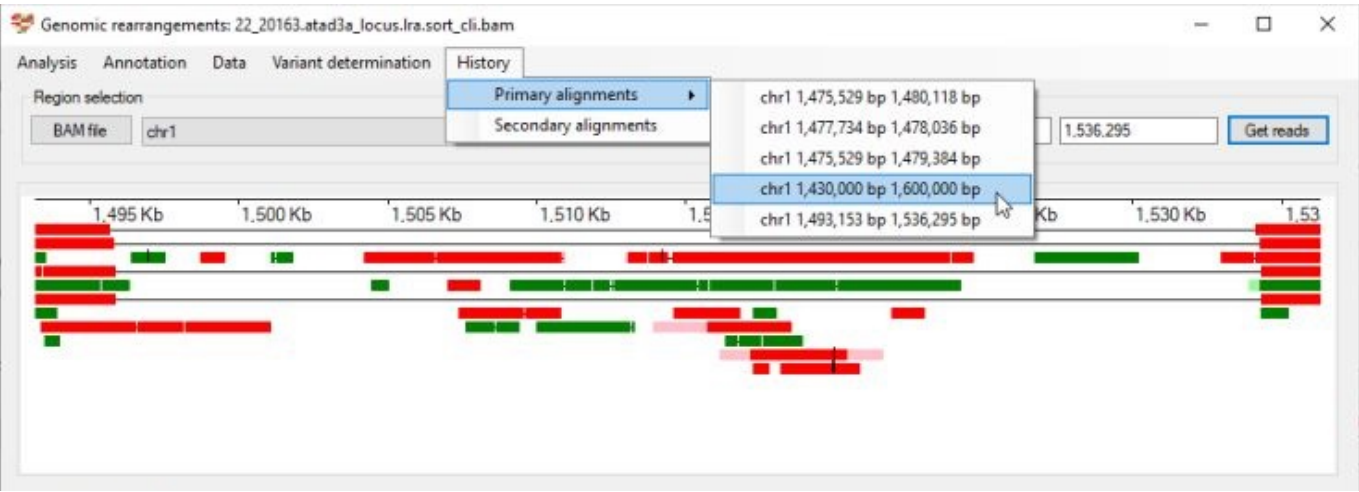 Genomic rearrangements: 22_20163.atad3a_locus.lra.sort_cli.bam
Analysis Annotation Data Variant determination History
Region selection
Primary alignments
Secondary alignments
chr1 1,475,529 bp 1,480,118 bp
chr1 1,477,734 bp 1,478,036 bp
chr1 1,475,529 bp 1,479,384 bp
chr1 1,430,000 bp 1,600,000 bp
chr1 1,493,153 bp 1,536,295 bp
BAM file chr1 1,536,295 Get reads
1,495 Kb 1,500 Kb 1,505 Kb 1,510 Kb 1,5 Kb 1,530 Kb 1,53